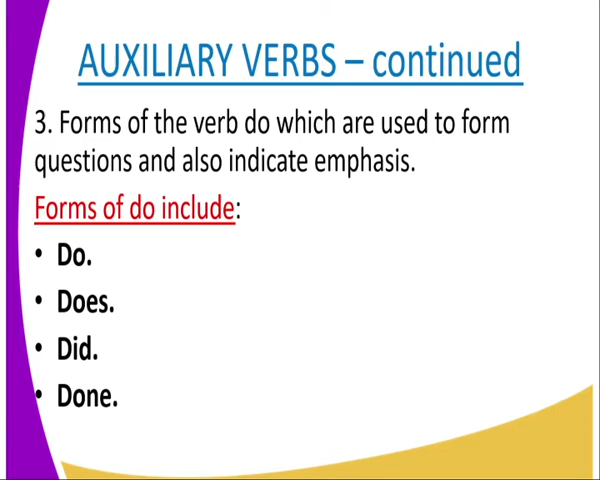 AUXILIARY VERBS – continued
3. Forms of the verb do which are used to form
questions and also indicate emphasis.
Forms of do include:
• Do.
• Does.
• Did.
• Done.